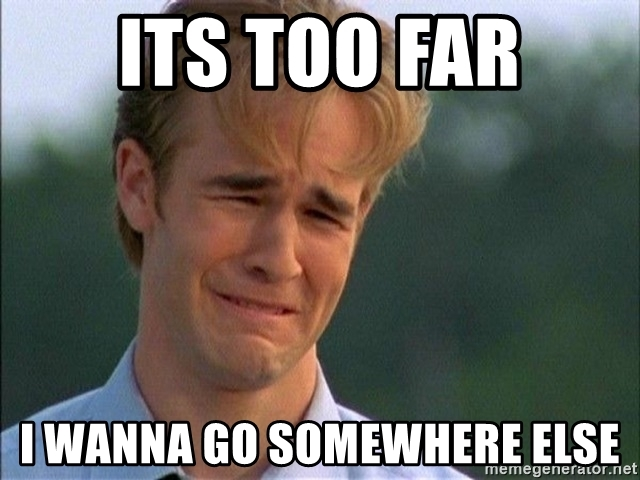 ITS TOO FAR
I WANNA GO SOMEWHERE ELSE
memegenerator.net